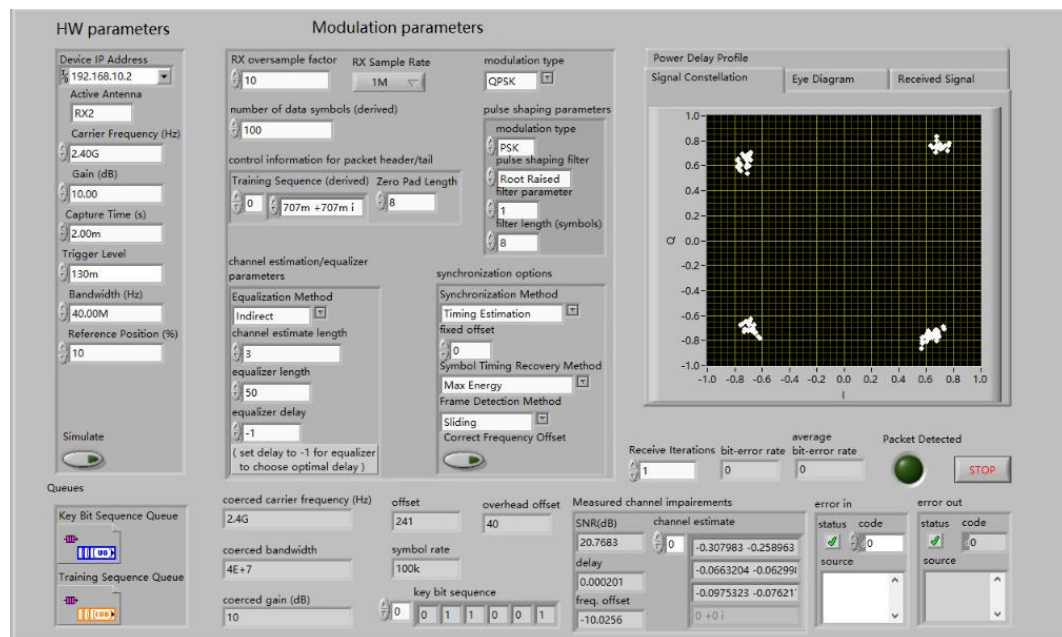 HW parameters
Device IP Address
192.168.10.2
Active Antenna
RX2
Carrier Frequency (Hz)
2.40G
Gain (dB)
10.00
Capture Time (s)
2.00m
Trigger Level
130m
Bandwidth (Hz)
40.00M
Reference Position (%)
10
Simulate
Modulation parameters
RX oversample factor
10
RX Sample Rate
1M
number of data symbols (derived)
100
control information for packet header/tail
Training Sequence (derived)
0
707m +707m i
Zero Pad Length
8
modulation type
QPSK
pulse shaping parameters
modulation type
PSK
pulse shaping filter
Root Raised
filter parameter
1
filter length (symbols)
8
channel estimation/equalizer
parameters
Equalization Method
Indirect
channel estimate length
3
equalizer length
50
equalizer delay
-1
( set delay to -1 for equalizer
to choose optimal delay )
synchronization options
Synchronization Method
Timing Estimation
fixed offset
0
Symbol Timing Recovery Method
Max Energy
Frame Detection Method
Sliding
Correct Frequency Offset
Power Delay Profile
Signal Constellation
Eye Diagram
Received Signal
Q
1.0-
0.8-
0.6-
0.4-
0.2-
0.0-
-0.2-
-0.4-
-0.6-
-0.8-
-1.0-
-1.0 -0.8 -0.6 -0.4 -0.2 0.0 0.2 0.4 0.6 0.8 1.0
I
Receive Iterations
1
bit-error rate
0
average
bit-error rate
0
Packet Detected
STOP
Queues
Key Bit Sequence Queue
Training Sequence Queue
coerced carrier frequency (Hz)
2.4G
coerced bandwidth
4E+7
coerced gain (dB)
10
offset
241
overhead offset
40
symbol rate
100k
key bit sequence
0
0 1 1 0 0 1
Measured channel impairements
SNR(dB)
20.7683
delay
0.000201
freq. offset
-10.0256
channel estimate
0
-0.307983 -0.258963
-0.0663204 -0.06299
-0.0975323 -0.07621
0 +0 i
error in
status code
0
source
error out
status code
0
source